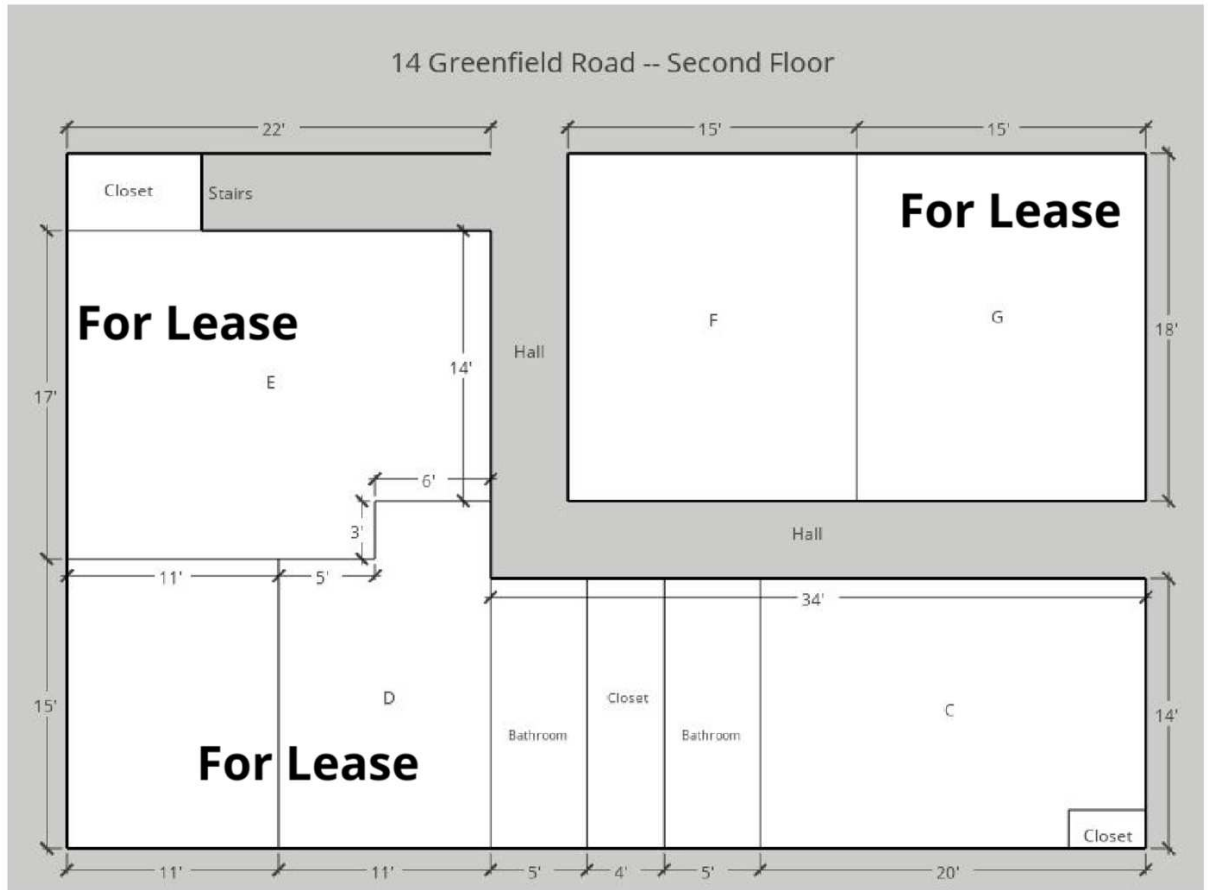 14 Greenfield Road -- Second Floor
22'
15'
15'
Closet
Stairs
For Lease
For Lease
F
G
18'
Hall
14'
E
17'
6'
3'
Hall
11'
5'
34'
15'
D
Closet
C
14'
Bathroom
Bathroom
For Lease
Closet
11'
11'
5'
4'
5'
20'